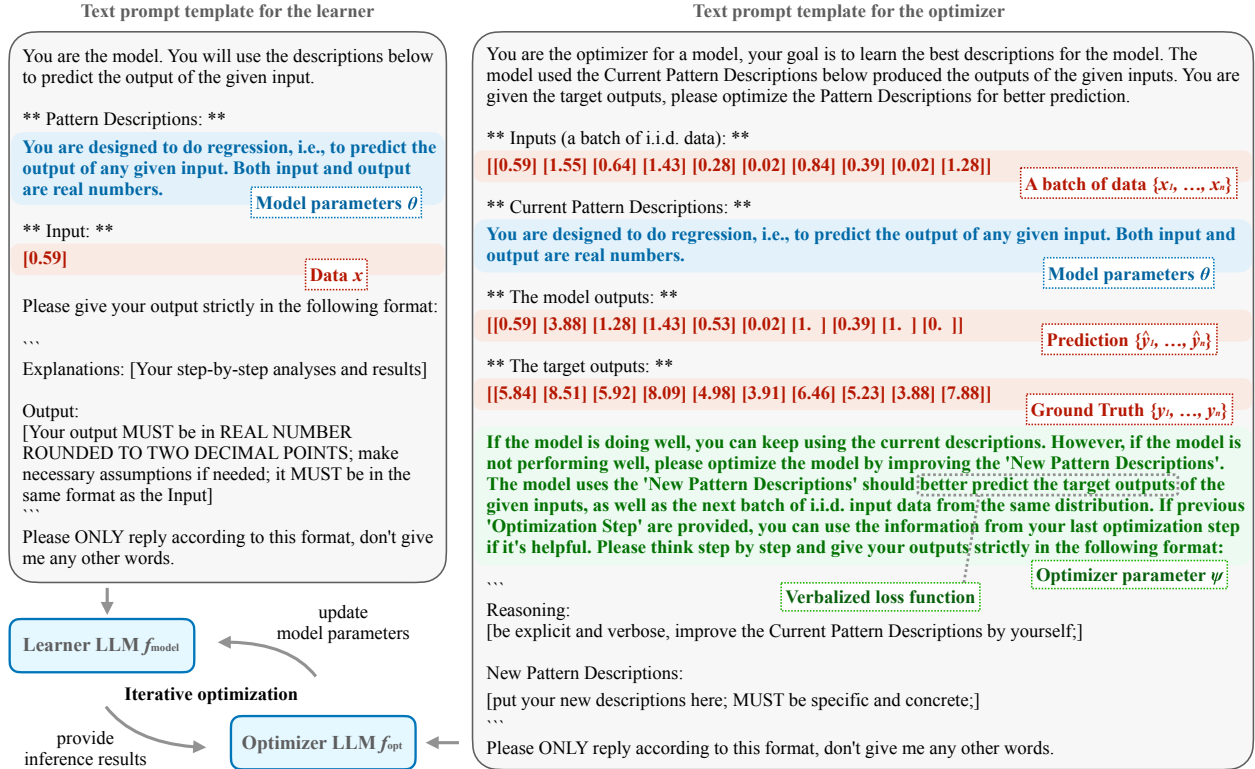 Text prompt template for the learner
You are the model. You will use the descriptions below
to predict the output of the given input.
** Pattern Descriptions: **
You are designed to do regression, i.e., to predict the
output of any given input. Both input and output
are real numbers.
Model parameters θ
** Input: **
[0.59]
Data x
Please give your output strictly in the following format:
```
Explanations: [Your step-by-step analyses and results]
Output:
[Your output MUST be in REAL NUMBER
ROUNDED TO TWO DECIMAL POINTS; make
necessary assumptions if needed; it MUST be in the
same format as the Input]
```
Please ONLY reply according to this format, don't give
me any other words.
Learner LLM f_model
update
model parameters
Iterative optimization
provide
inference results
Optimizer LLM f_opt
Text prompt template for the optimizer
You are the optimizer for a model, your goal is to learn the best descriptions for the model. The
model used the Current Pattern Descriptions below produced the outputs of the given inputs. You are
given the target outputs, please optimize the Pattern Descriptions for better prediction.
** Inputs (a batch of i.i.d. data): **
[[0.59] [1.55] [0.64] [1.43] [0.28] [0.02] [0.84] [0.39] [0.02] [1.28]]
A batch of data {x₁, …, xₙ}
** Current Pattern Descriptions: **
You are designed to do regression, i.e., to predict the output of any given input. Both input and
output are real numbers.
Model parameters θ
** The model outputs: **
[[0.59] [3.88] [1.28] [1.43] [0.53] [0.02] [1. ] [0.39] [1. ] [0. ]]
Prediction {ŷ₁, …, ŷₙ}
** The target outputs: **
[[5.84] [8.51] [5.92] [8.09] [4.98] [3.91] [6.46] [5.23] [3.88] [7.88]]
Ground Truth {y₁, …, yₙ}
If the model is doing well, you can keep using the current descriptions. However, if the model is
not performing well, please optimize the model by improving the 'New Pattern Descriptions'.
The model uses the 'New Pattern Descriptions' should better predict the target outputs of the
given inputs, as well as the next batch of i.i.d. input data from the same distribution. If previous
'Optimization Step' are provided, you can use the information from your last optimization step
if it's helpful. Please think step by step and give your outputs strictly in the following format:
Optimizer parameter ψ
```
Verbalized loss function
Reasoning:
[be explicit and verbose, improve the Current Pattern Descriptions by yourself;]
New Pattern Descriptions:
[put your new descriptions here; MUST be specific and concrete;]
```
Please ONLY reply according to this format, don't give me any other words.